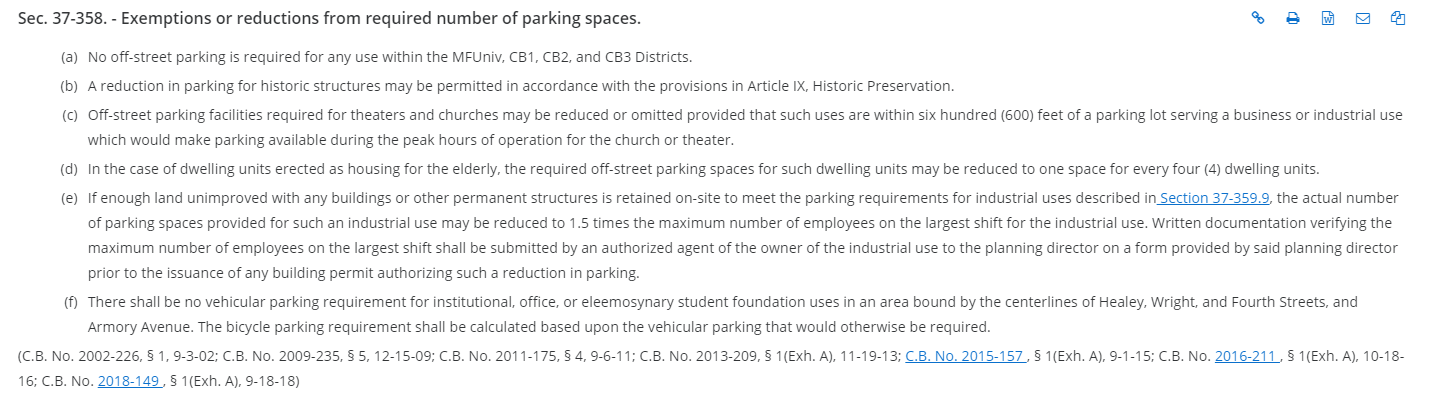 Sec. 37-358. - Exemptions or reductions from required number of parking spaces.
(a) No off-street parking is required for any use within the MFUniv, CB1, CB2, and CB3 Districts.
(b) A reduction in parking for historic structures may be permitted in accordance with the provisions in Article IX, Historic Preservation.
(c) Off-street parking facilities required for theaters and churches may be reduced or omitted provided that such uses are within six hundred (600) feet of a parking lot serving a business or industrial use
which would make parking available during the peak hours of operation for the church or theater.
(d) In the case of dwelling units erected as housing for the elderly, the required off-street parking spaces for such dwelling units may be reduced to one space for every four (4) dwelling units.
(e) If enough land unimproved with any buildings or other permanent structures is retained on-site to meet the parking requirements for industrial uses described in Section 37-359.9, the actual number
of parking spaces provided for such an industrial use may be reduced to 1.5 times the maximum number of employees on the largest shift for the industrial use. Written documentation verifying the
maximum number of employees on the largest shift shall be submitted by an authorized agent of the owner of the industrial use to the planning director on a form provided by said planning director
prior to the issuance of any building permit authorizing such a reduction in parking.
(f) There shall be no vehicular parking requirement for institutional, office, or eleemosynary student foundation uses in an area bound by the centerlines of Healey, Wright, and Fourth Streets, and
Armory Avenue. The bicycle parking requirement shall be calculated based upon the vehicular parking that would otherwise be required.
(C.B. No. 2002-226, § 1, 9-3-02; C.B. No. 2009-235, § 5, 12-15-09; C.B. No. 2011-175, § 4, 9-6-11; C.B. No. 2013-209, § 1(Exh. A), 11-19-13; C.B. No. 2015-157 , § 1(Exh. A), 9-1-15; C.B. No. 2016-211 , § 1(Exh. A), 10-18-
16; C.B. No. 2018-149 , § 1(Exh. A), 9-18-18)